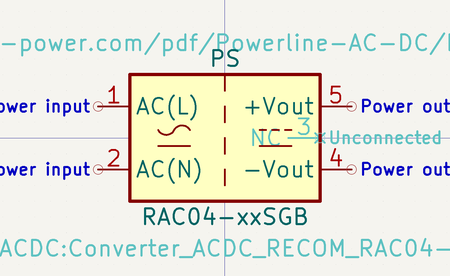 -power.com/pdf/Powerline-AC-DC/
PS
ower input 1 AC(L) +Vout 5 Power out
NC 3 Unconnected
ower input 2 AC(N) -Vout 4 Power out
RAC04-xxSGB
ACDC:Converter_ACDC_RECOM_RAC04-